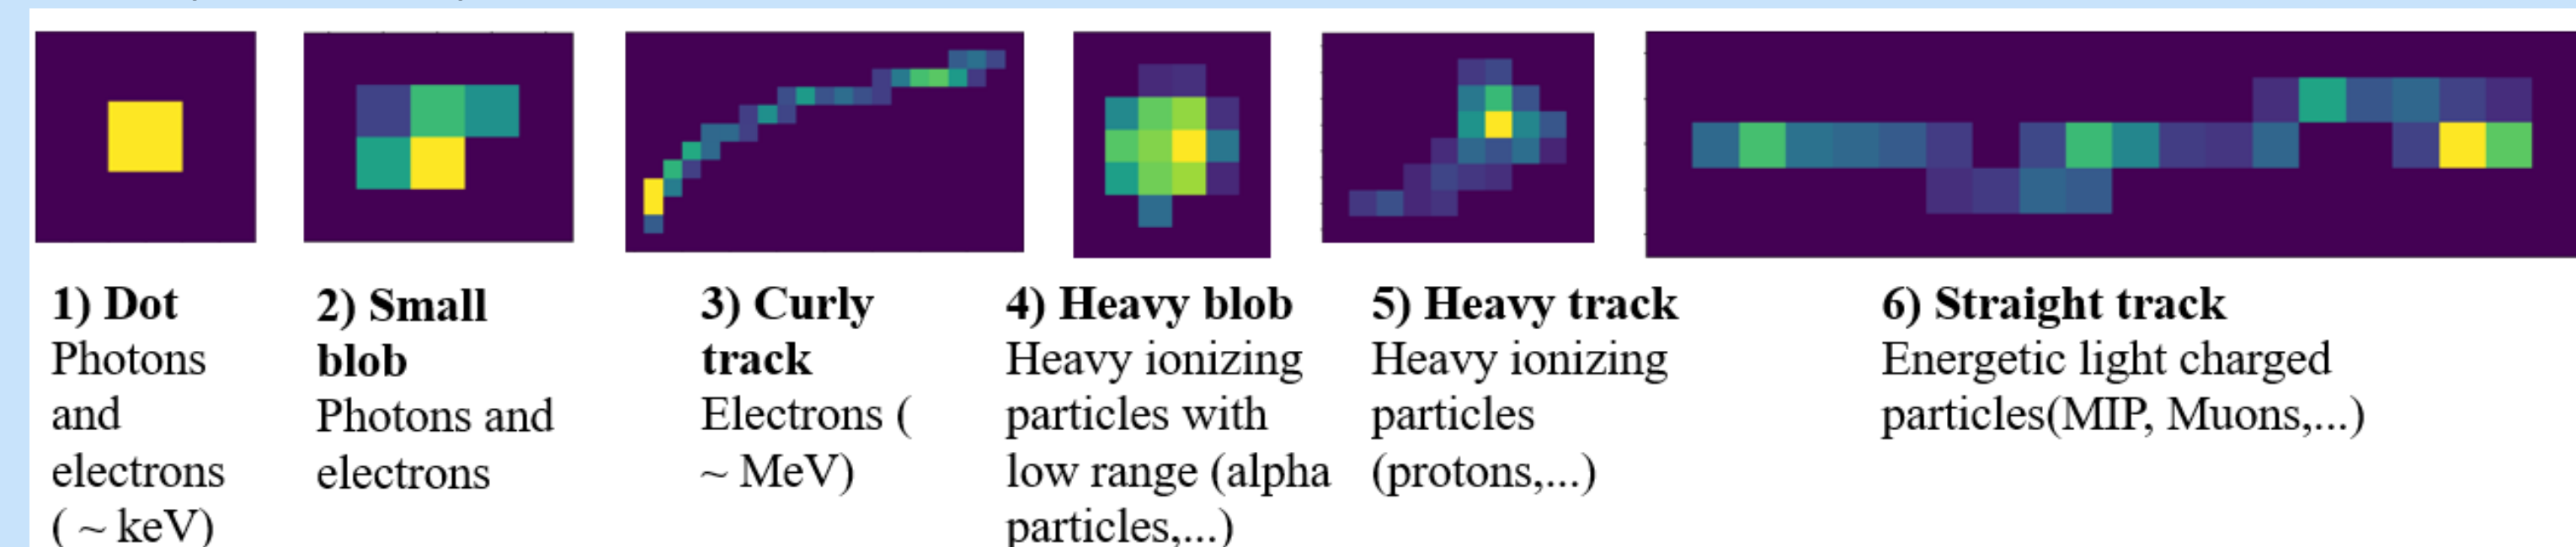 1) Dot
Photons
and
electrons
( ~ keV)
2) Small
blob
Photons and
electrons
3) Curly
track
Electrons (
~ MeV)
4) Heavy blob
Heavy ionizing
particles with
low range (alpha
particles,...)
5) Heavy track
Heavy ionizing
particles
(protons,...)
6) Straight track
Energetic light charged
particles(MIP, Muons,...)